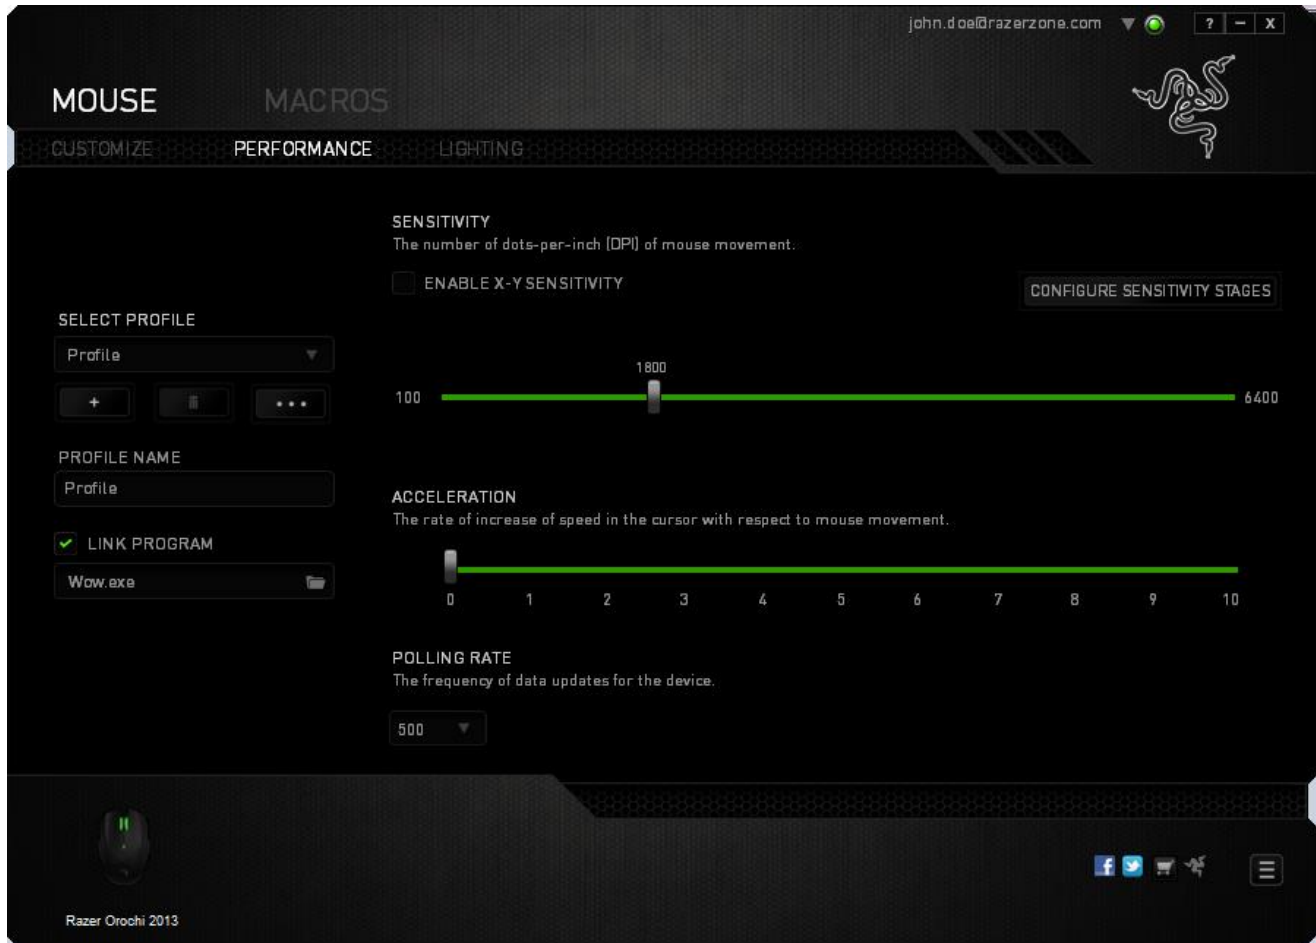 john.doe@razerzone.com
? - X
MOUSE MACROS
CUSTOMIZE PERFORMANCE LIGHTING
SENSITIVITY
The number of dots-per-inch (DPI) of mouse movement.
ENABLE X-Y SENSITIVITY
CONFIGURE SENSITIVITY STAGES
SELECT PROFILE
Profile
+ •••
PROFILE NAME
Profile
LINK PROGRAM
Wow.exe
1800
100 6400
ACCELERATION
The rate of increase of speed in the cursor with respect to mouse movement.
0 1 2 3 4 5 6 7 8 9 10
POLLING RATE
The frequency of data updates for the device.
500
Razer Orochi 2013